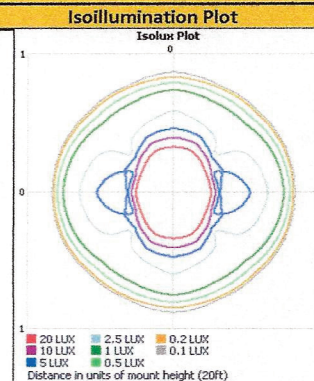 Isoillumination Plot
Isolux Plot
0
1
0
1
20 LUX 2.5 LUX 0.2 LUX
10 LUX 1 LUX 0.1 LUX
5 LUX 0.5 LUX
Distance in units of mount height (20ft)